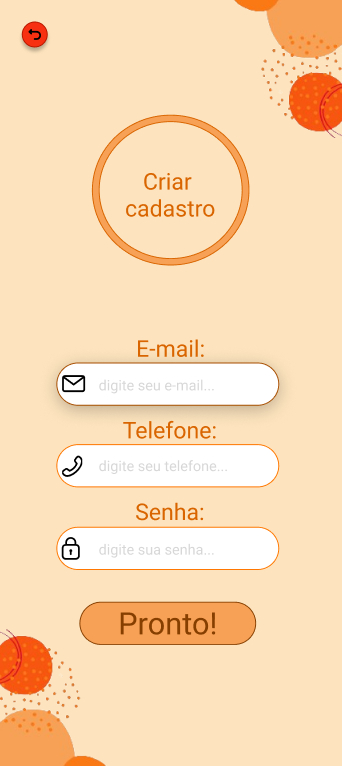 Criar
cadastro
E-mail:
digite seu e-mail...
Telefone:
digite seu telefone...
Senha:
digite sua senha...
Pronto!